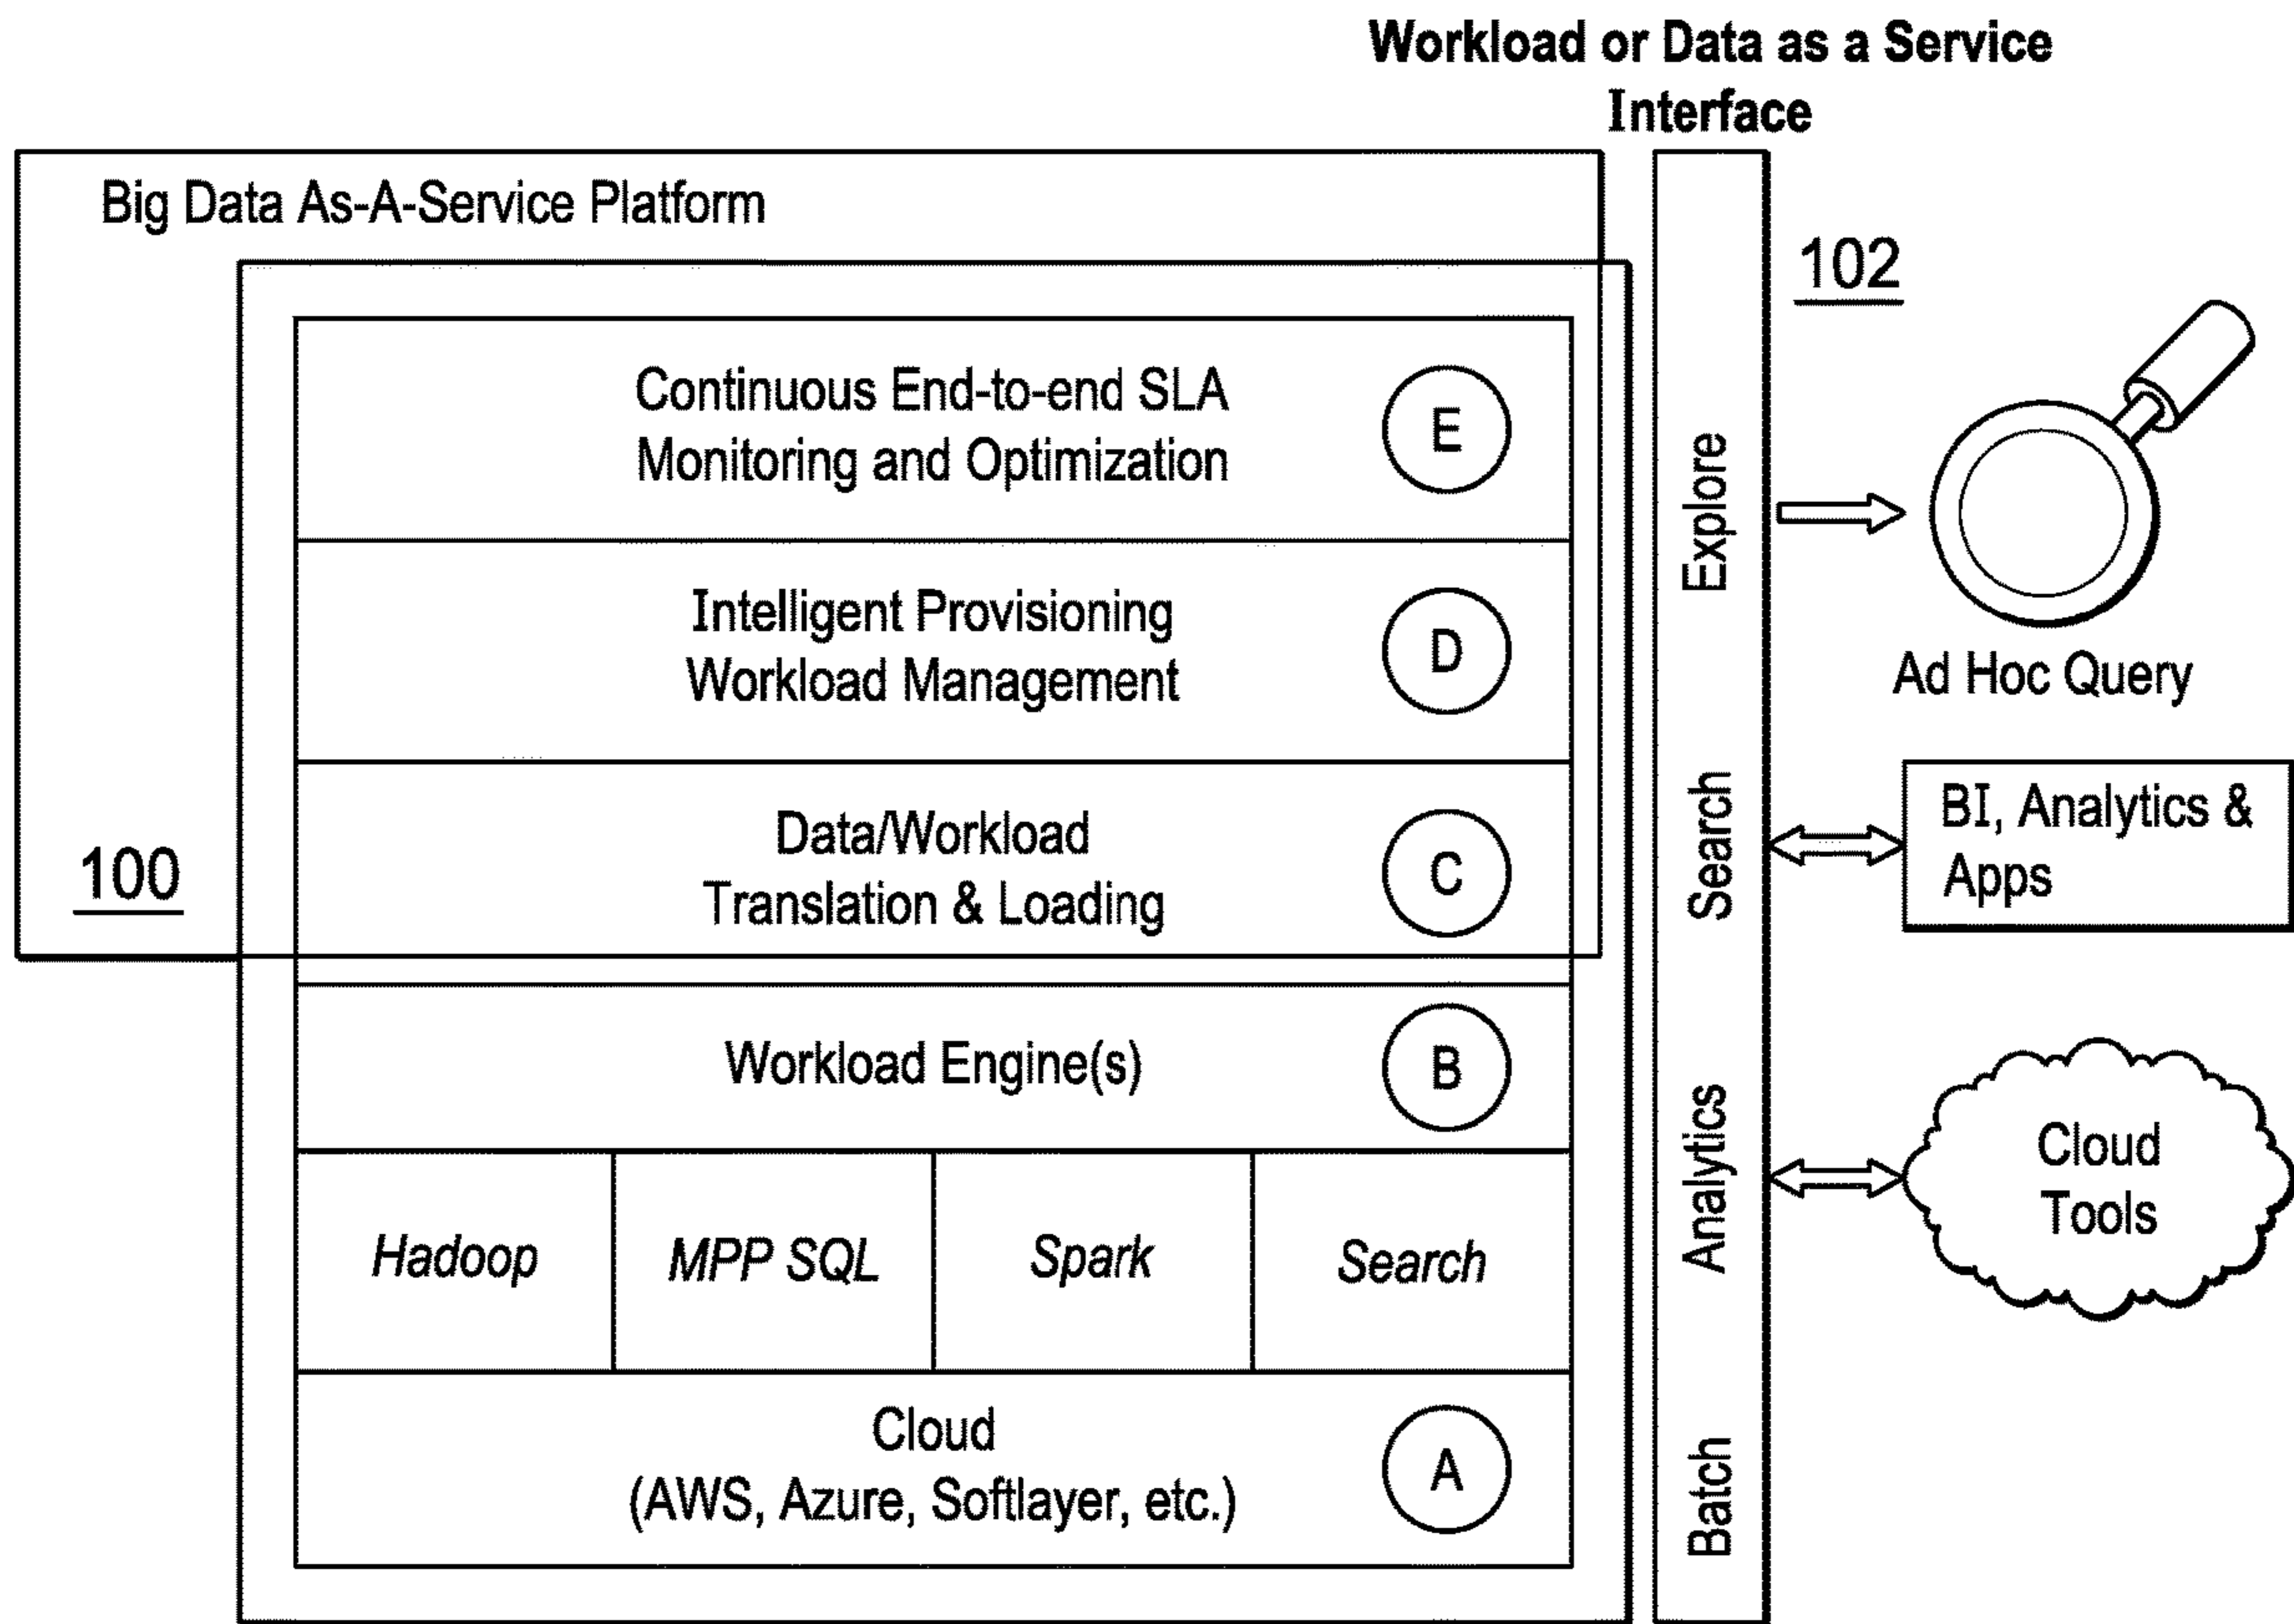 Workload or Data as a Service
Interface
Big Data As-A-Service Platform
102
Continuous End-to-end SLA
Monitoring and Optimization
E
Intelligent Provisioning
Workload Management
D
Data/Workload
Translation & Loading
C
100
Workload Engine(s)
B
Hadoop
MPP SQL
Spark
Search
Cloud
(AWS, Azure, Softlayer, etc.)
A
Explore
Search
Analytics
Batch
Ad Hoc Query
BI, Analytics &
Apps
Cloud
Tools